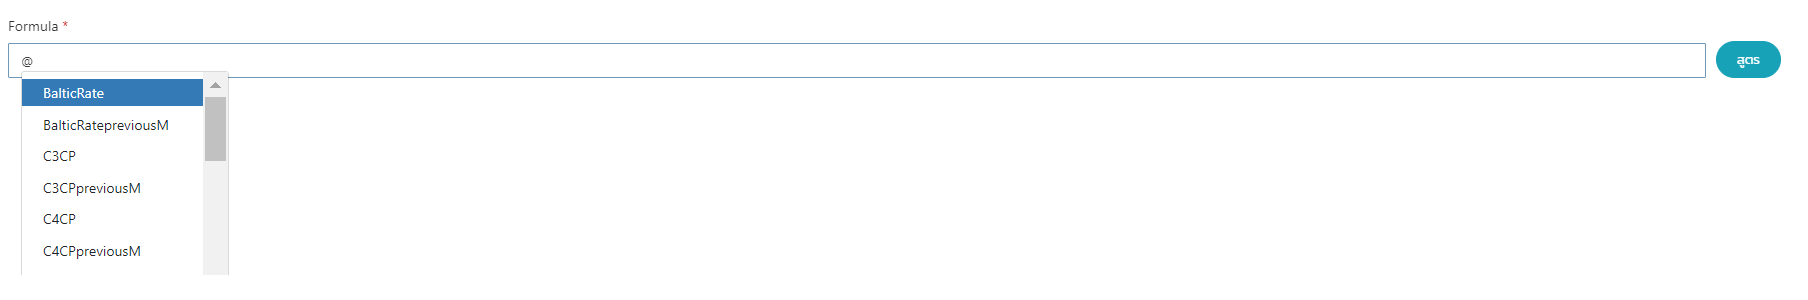 Formula *
@
สูตร
BalticRate
BalticRatepreviousM
C3CP
C3CPpreviousM
C4CP
C4CPpreviousM